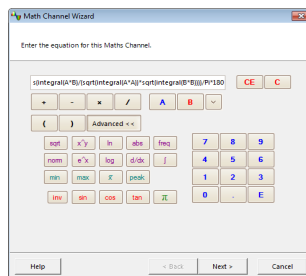 Math Channel Wizard
Enter the equation for this Maths Channel.
s(integral(A*B)/(sqrt(integral(A*A))*sqrt(integral(B*B))))/Pi*180 CE C
+ - × / A B
( ) Advanced <<
sqrt x^y ln abs freq 7 8 9
norm e^x log d/dx ∫ 4 5 6
min max x̄ peak 1 2 3
inv sin cos tan π 0 . E
Help < Back Next > Cancel